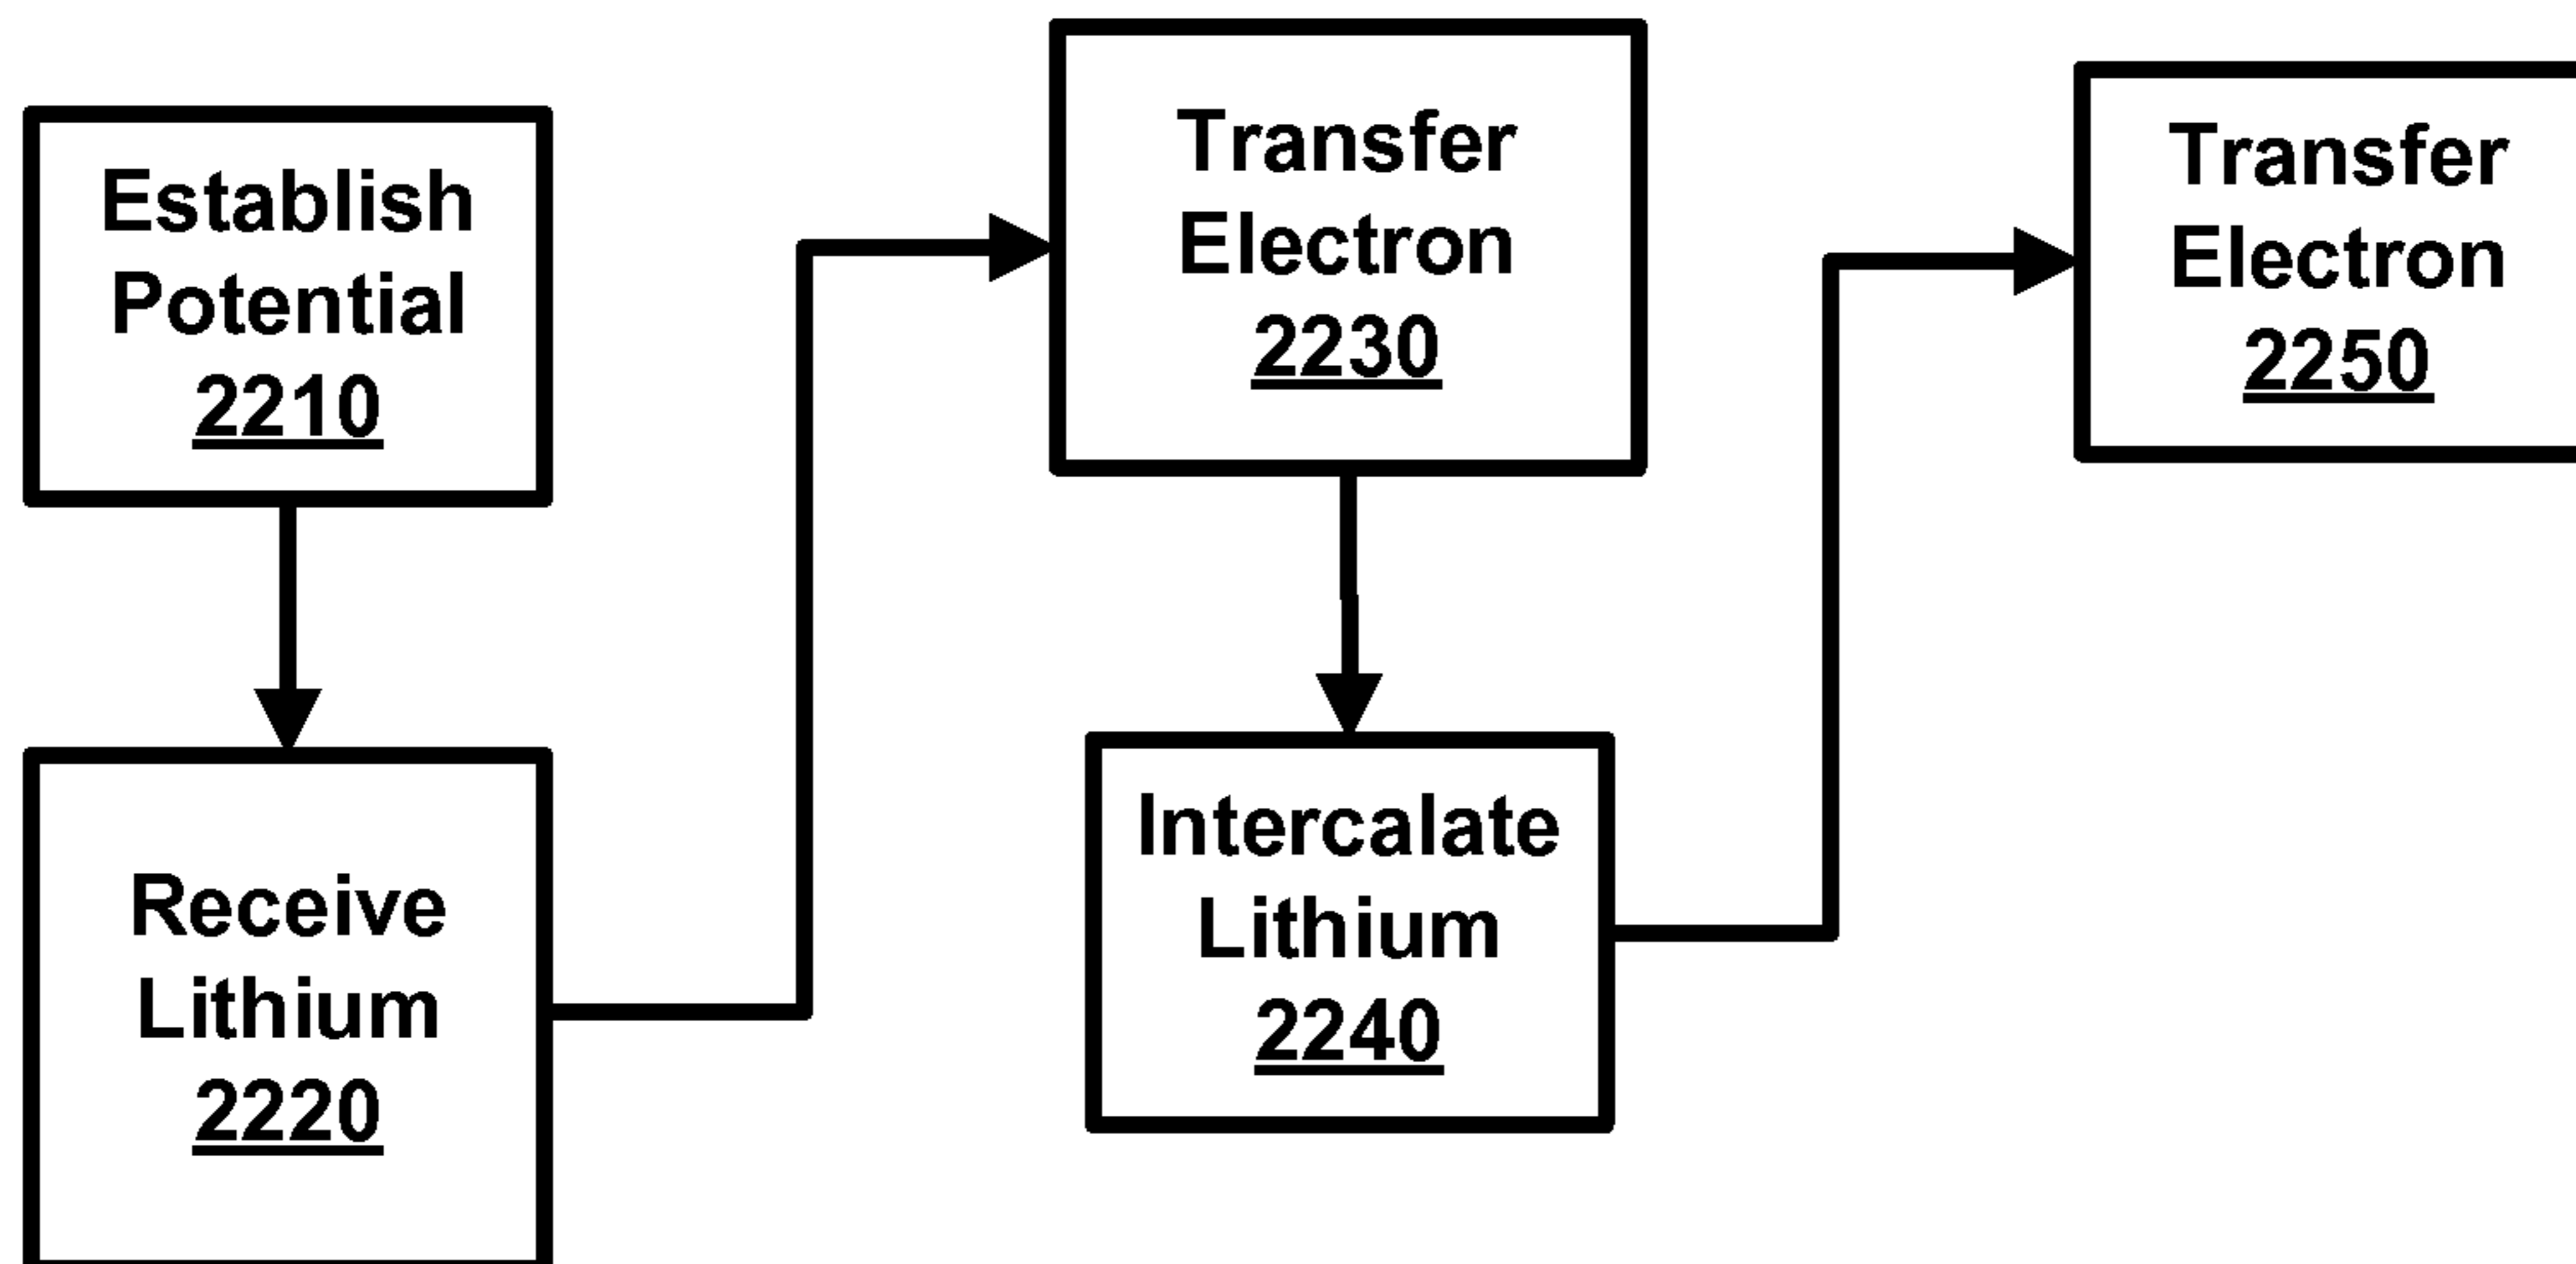 Establish
Potential
2210
Receive
Lithium
2220
Transfer
Electron
2230
Intercalate
Lithium
2240
Transfer
Electron
2250